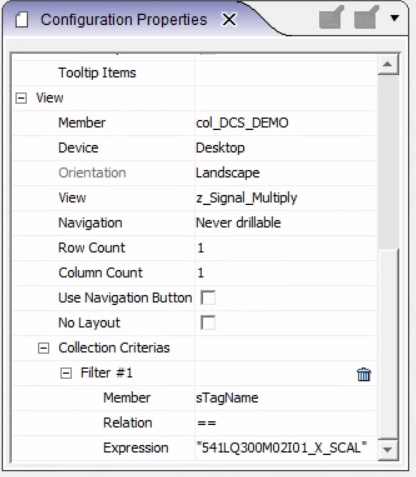 Configuration Properties X
Tooltip Items
View
Member col_DCS_DEMO
Device Desktop
Orientation Landscape
View z_Signal_Multiply
Navigation Never drillable
Row Count 1
Column Count 1
Use Navigation Button
No Layout
Collection Criterias
Filter #1
Member sTagName
Relation ==
Expression "541LQ300M02I01_X_SCAL"